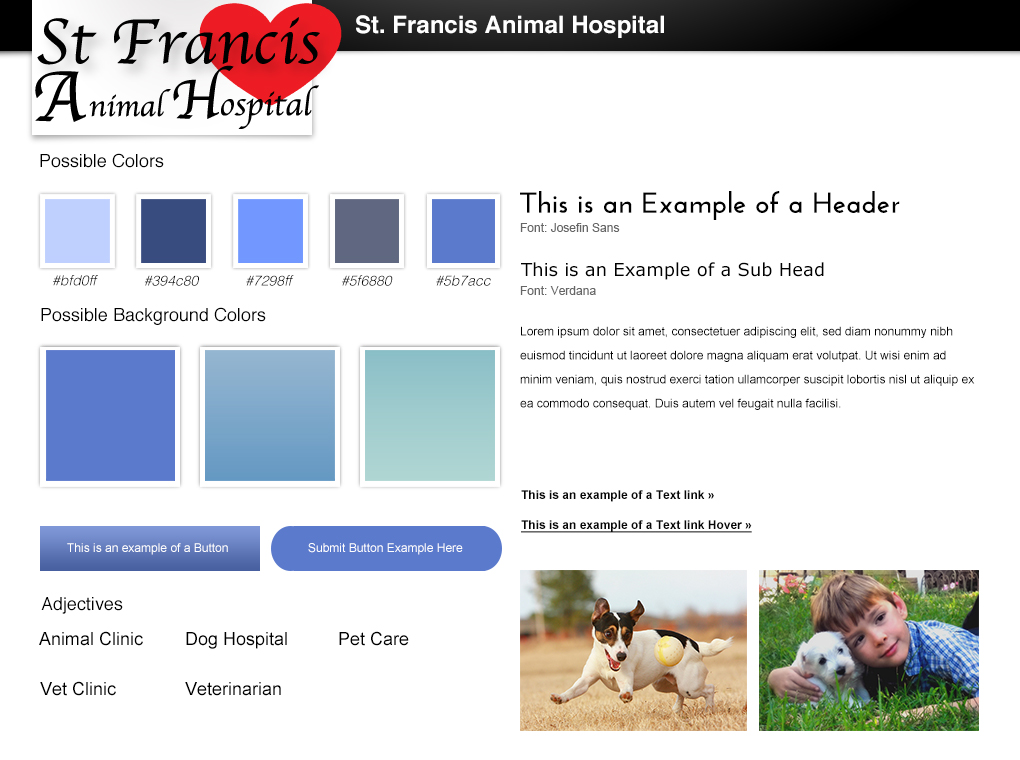 St Francis
Animal Hospital
St. Francis Animal Hospital
Possible Colors
#bfd0ff
#394c80
#7298ff
#5f6880
#5b7acc
Possible Background Colors
This is an example of a Button
Submit Button Example Here
Adjectives
Animal Clinic
Dog Hospital
Pet Care
Vet Clinic
Veterinarian
This is an Example of a Header
Font: Josefin Sans
This is an Example of a Sub Head
Font: Verdana
Lorem ipsum dolor sit amet, consectetuer adipiscing elit, sed diam nonummy nibh
euismod tincidunt ut laoreet dolore magna aliquam erat volutpat. Ut wisi enim ad
minim veniam, quis nostrud exerci tation ullamcorper suscipit lobortis nisl ut aliquip ex
ea commodo consequat. Duis autem vel feugait nulla facilisi.
This is an example of a Text link »
This is an example of a Text link Hover »